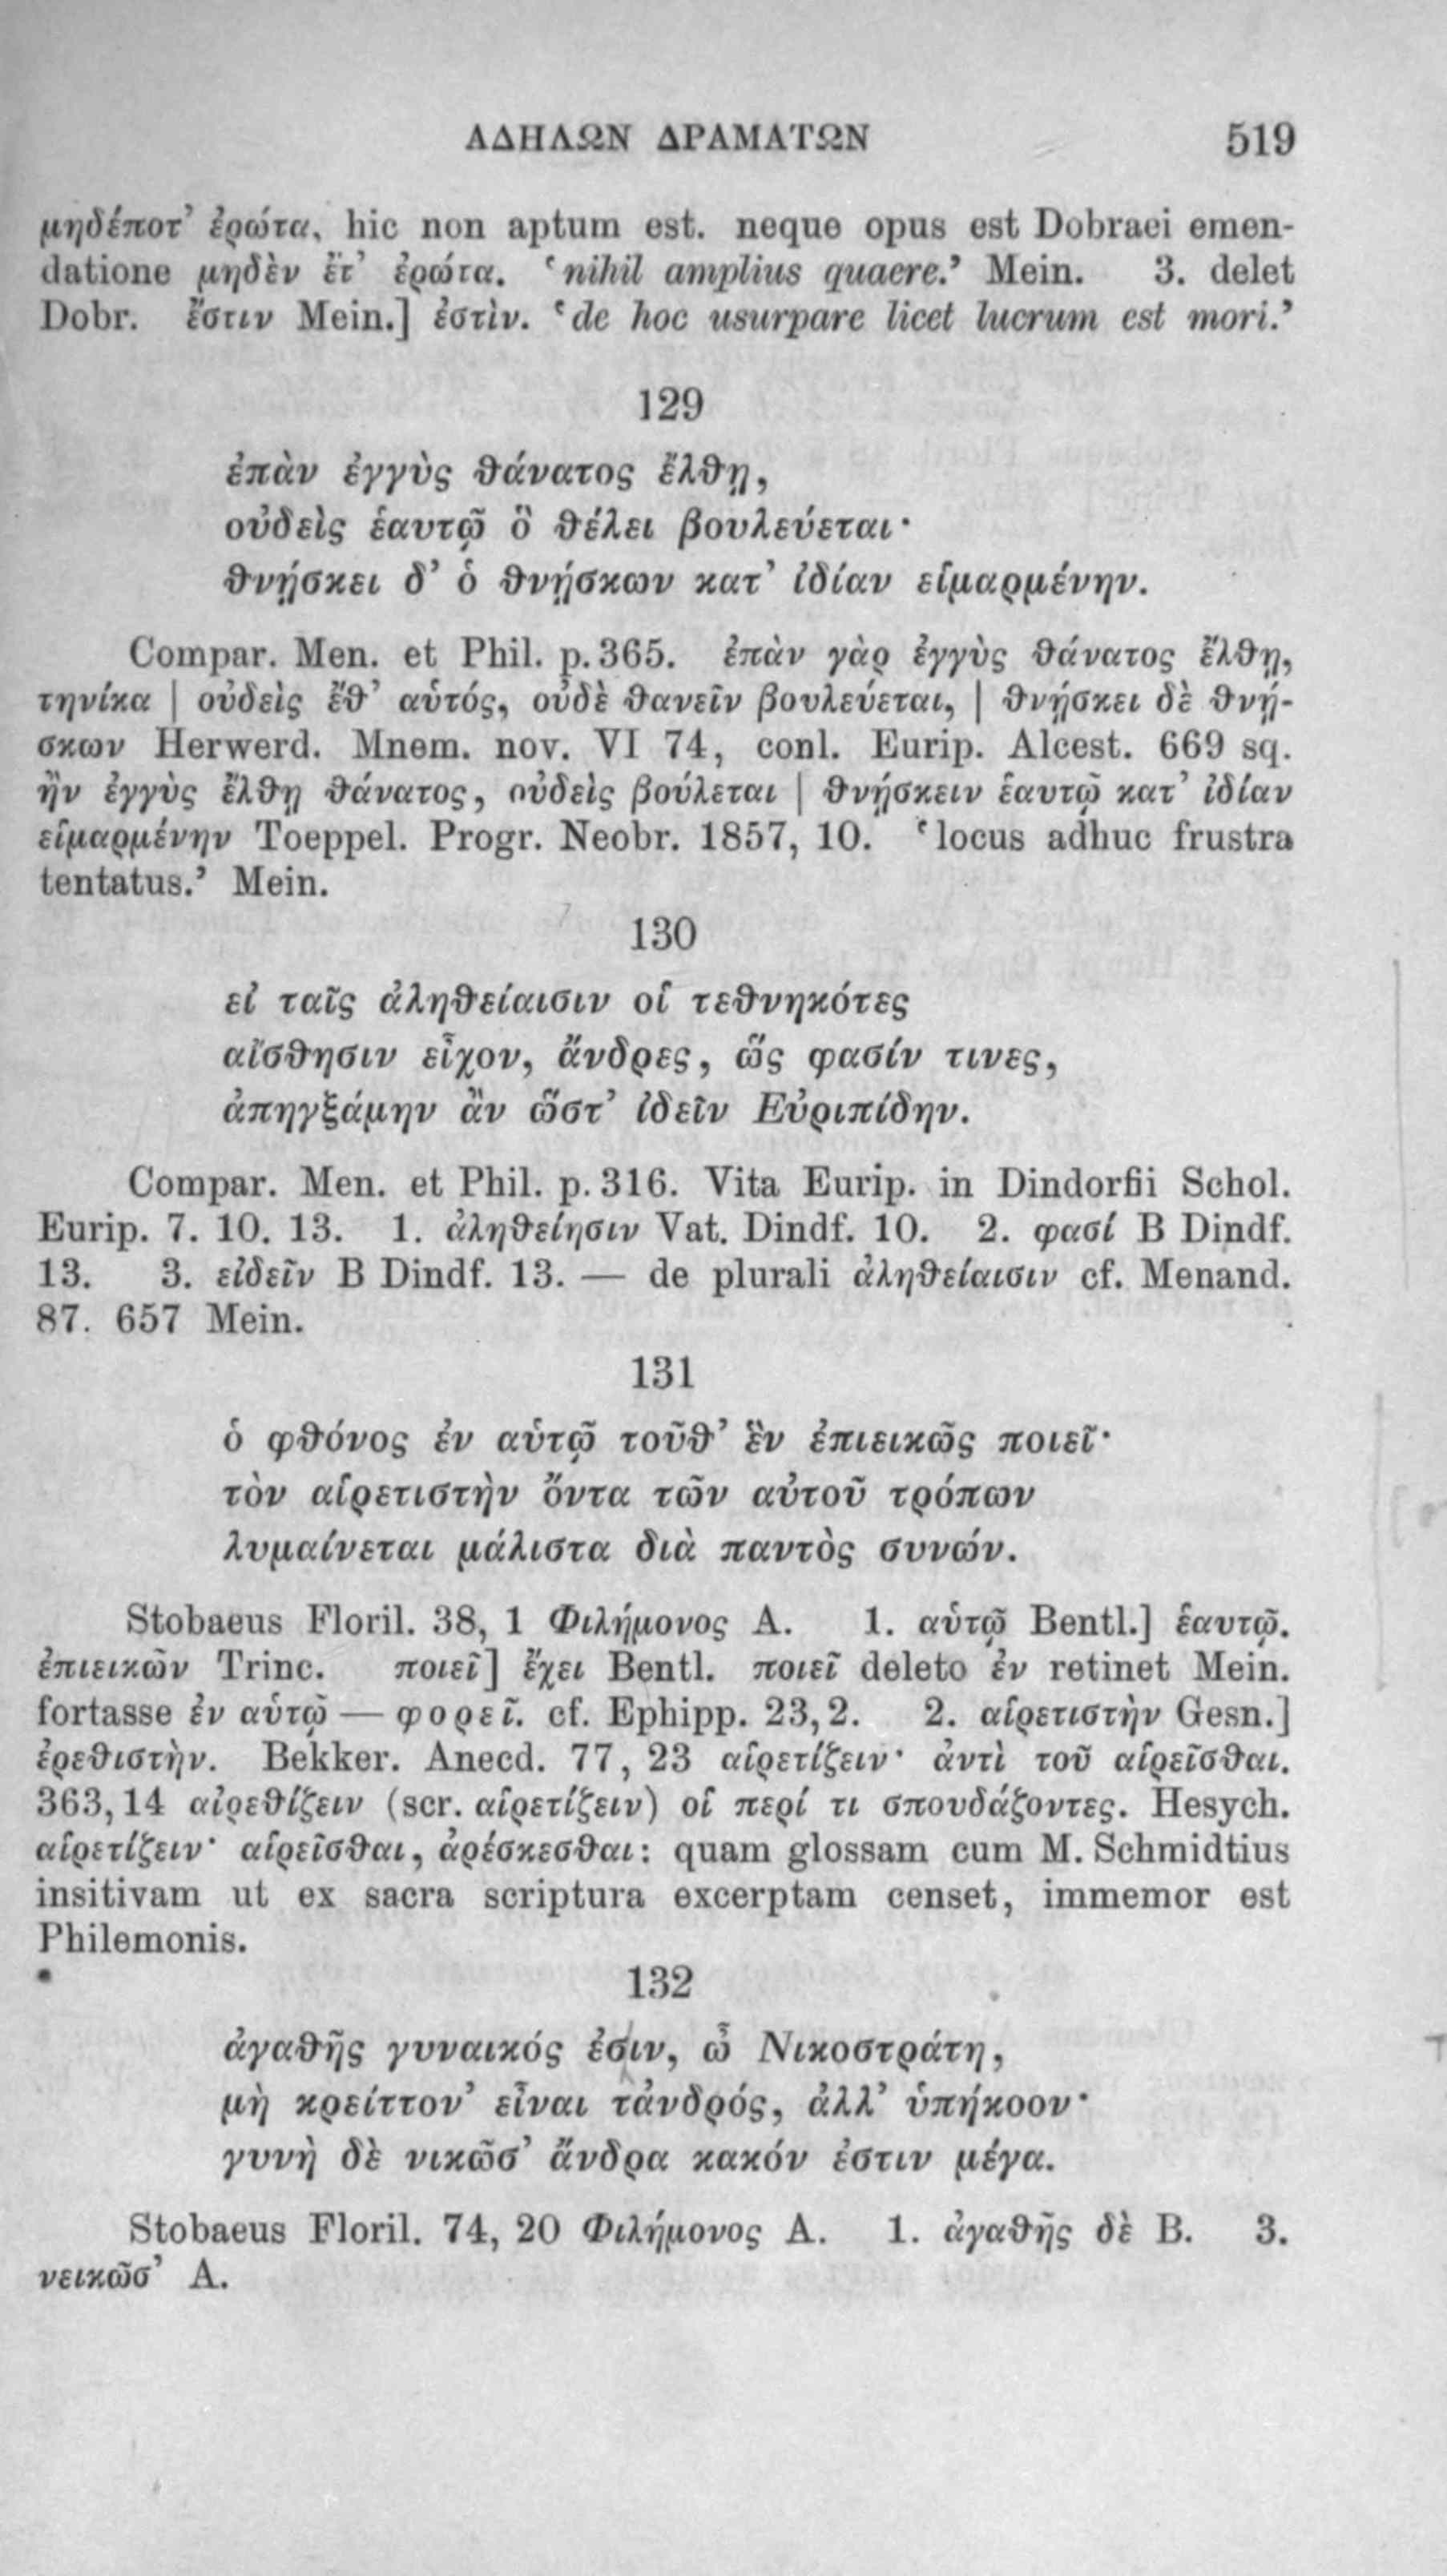 ΑΔΗΛΩΝ ΔΡΑΜΑΤΩΝ 519
μηδέποτ’ ἐρώτα, hic non aptum est. neque opus est Dobraei emen-
datione μηδὲν ἔτ’ ἐρώτα. ‘nihil amplius quaere.’ Mein. 3. delet
Dobr. ἔστιν Mein.] ἐστὶν. ‘de hoc usurpare licet lucrum est mori.’
129
ἐπὰν ἐγγὺς θάνατος ἔλθῃ,
οὐδεὶς ἑαυτῷ ὃ θέλει βουλεύεται·
θνῄσκει δ’ ὁ θνῄσκων κατ’ ἰδίαν εἱμαρμένην.
Compar. Men. et Phil. p. 365. ἐπὰν γὰρ ἐγγὺς θάνατος ἔλθῃ,
τηνίκα | οὐδεὶς ἔθ’ αὑτός, οὐδὲ θανεῖν βουλεύεται, | θνῄσκει δὲ θνῄ-
σκων Herwerd. Mnem. nov. VI 74, conl. Eurip. Alcest. 669 sq.
ἢν ἐγγὺς ἔλθῃ θάνατος, οὐδεὶς βούλεται | θνῄσκειν ἑαυτῷ κατ’ ἰδίαν
εἱμαρμένην Toeppel. Progr. Neobr. 1857, 10. ‘locus adhuc frustra
tentatus.’ Mein.
130
εἰ ταῖς ἀληθείαισιν οἱ τεθνηκότες
αἴσθησιν εἶχον, ἄνδρες, ὥς φασίν τινες,
ἀπηγξάμην ἂν ὥστ’ ἰδεῖν Εὐριπίδην.
Compar. Men. et Phil. p. 316. Vita Eurip. in Dindorfii Schol.
Eurip. 7. 10. 13. 1. ἀληθείῃσιν Vat. Dindf. 10. 2. φασί B Dindf.
13. 3. εἰδεῖν B Dindf. 13. — de plurali ἀληθείαισιν cf. Menand.
87. 657 Mein.
131
ὁ φθόνος ἐν αὑτῷ τοῦθ’ ἓν ἐπιεικῶς ποιεῖ·
τὸν αἱρετιστὴν ὄντα τῶν αὐτοῦ τρόπων
λυμαίνεται μάλιστα διὰ παντὸς συνών.
Stobaeus Floril. 38, 1 Φιλήμονος A. 1. αὑτῷ Bentl.] ἑαυτῷ.
ἐπιεικῶν Trinc. ποιεῖ] ἔχει Bentl. ποιεῖ deleto ἐν retinet Mein.
fortasse ἐν αὑτῷ — φορεῖ. cf. Ephipp. 23, 2. 2. αἱρετιστὴν Gesn.]
ἐρεθιστὴν. Bekker. Anecd. 77, 23 αἱρετίζειν· ἀντὶ τοῦ αἱρεῖσθαι.
363, 14 αἰρεθίζειν (scr. αἱρετίζειν) οἱ περί τι σπουδάζοντες. Hesych.
αἱρετίζειν· αἱρεῖσθαι, ἀρέσκεσθαι: quam glossam cum M. Schmidtius
insitivam ut ex sacra scriptura excerptam censet, immemor est
Philemonis.
132
ἀγαθῆς γυναικός ἐσιν, ὦ Νικοστράτη,
μὴ κρείττον’ εἶναι τἀνδρός, ἀλλ’ ὑπήκοον·
γυνὴ δὲ νικῶσ’ ἄνδρα κακόν ἐστιν μέγα.
Stobaeus Floril. 74, 20 Φιλήμονος A. 1. ἀγαθῆς δὲ B. 3.
νεικῶσ’ A.